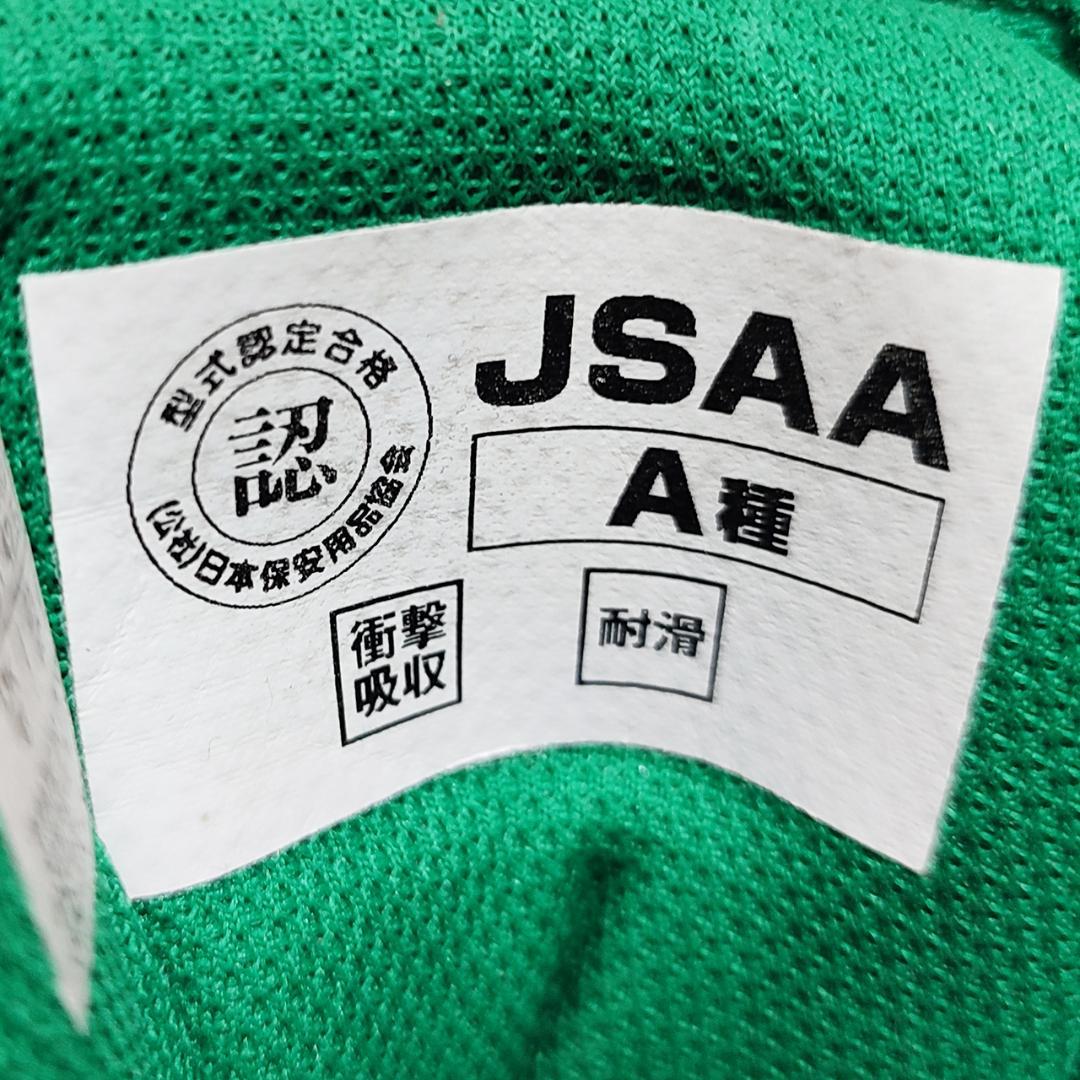 型式認定合格
認
(公社)日本保安用品協会
JSAA
A種
衝撃
吸収
耐滑